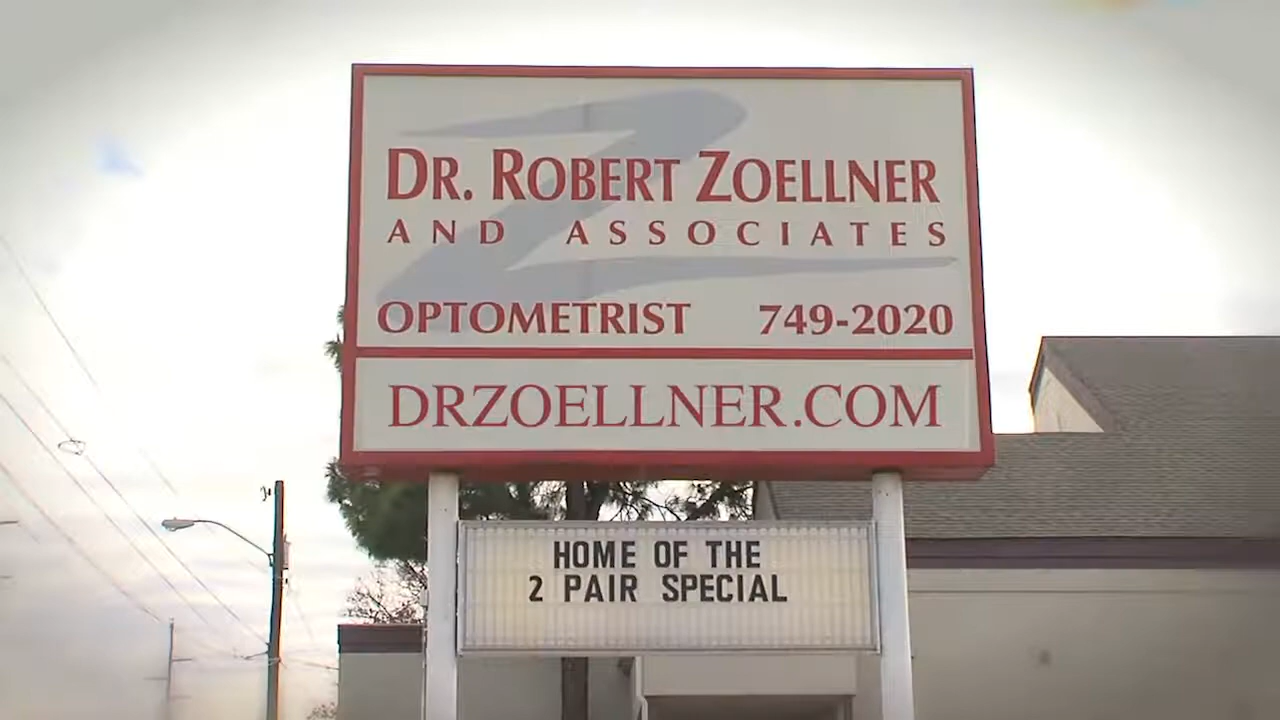 DR. ROBERT ZOELLNER
AND ASSOCIATES
OPTOMETRIST 749-2020
DRZOELLNER.COM
HOME OF THE
2 PAIR SPECIAL